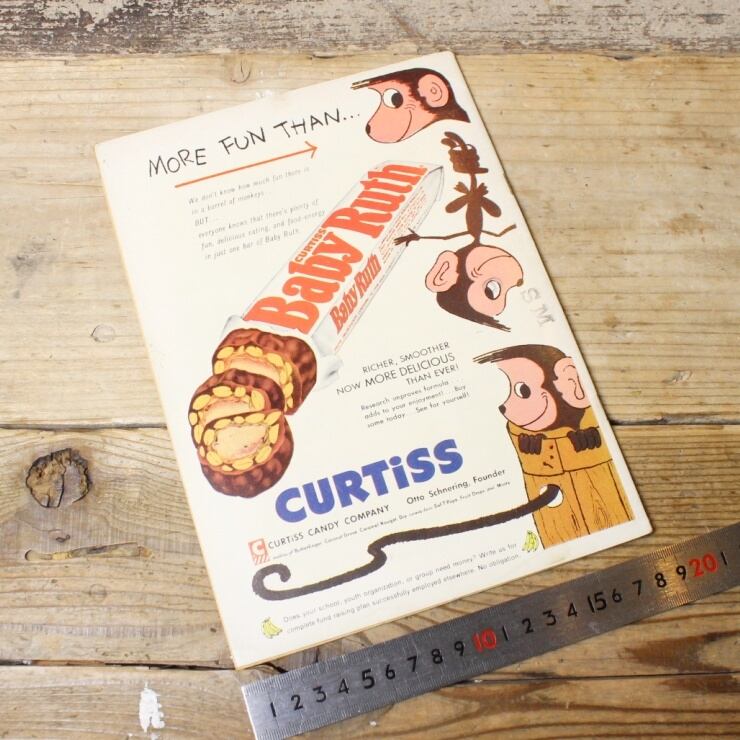 MORE FUN THAN...
We don't know how much fun there is
in a barrel of monkeys
BUT...
everyone knows that there's plenty of
fun, delicious eating, and food-energy
in just one bar of Baby Ruth.
CURTISS
Baby Ruth
Baby Ruth
SM
RICHER, SMOOTHER
NOW MORE DELICIOUS
THAN EVER!
Research improves formula
adds to your enjoyment! Buy
some today... See for yourself!
CURTiSS
C CURTiSS CANDY COMPANY Otto Schnering, Founder
Does your school, youth organization, or group need money? Write us for
complete fund raising plan successfully employed elsewhere. No obligation.
1 2 3 4 5 6 7 8 9 10 1 2 3 4 15 6 7 8 9 20 1